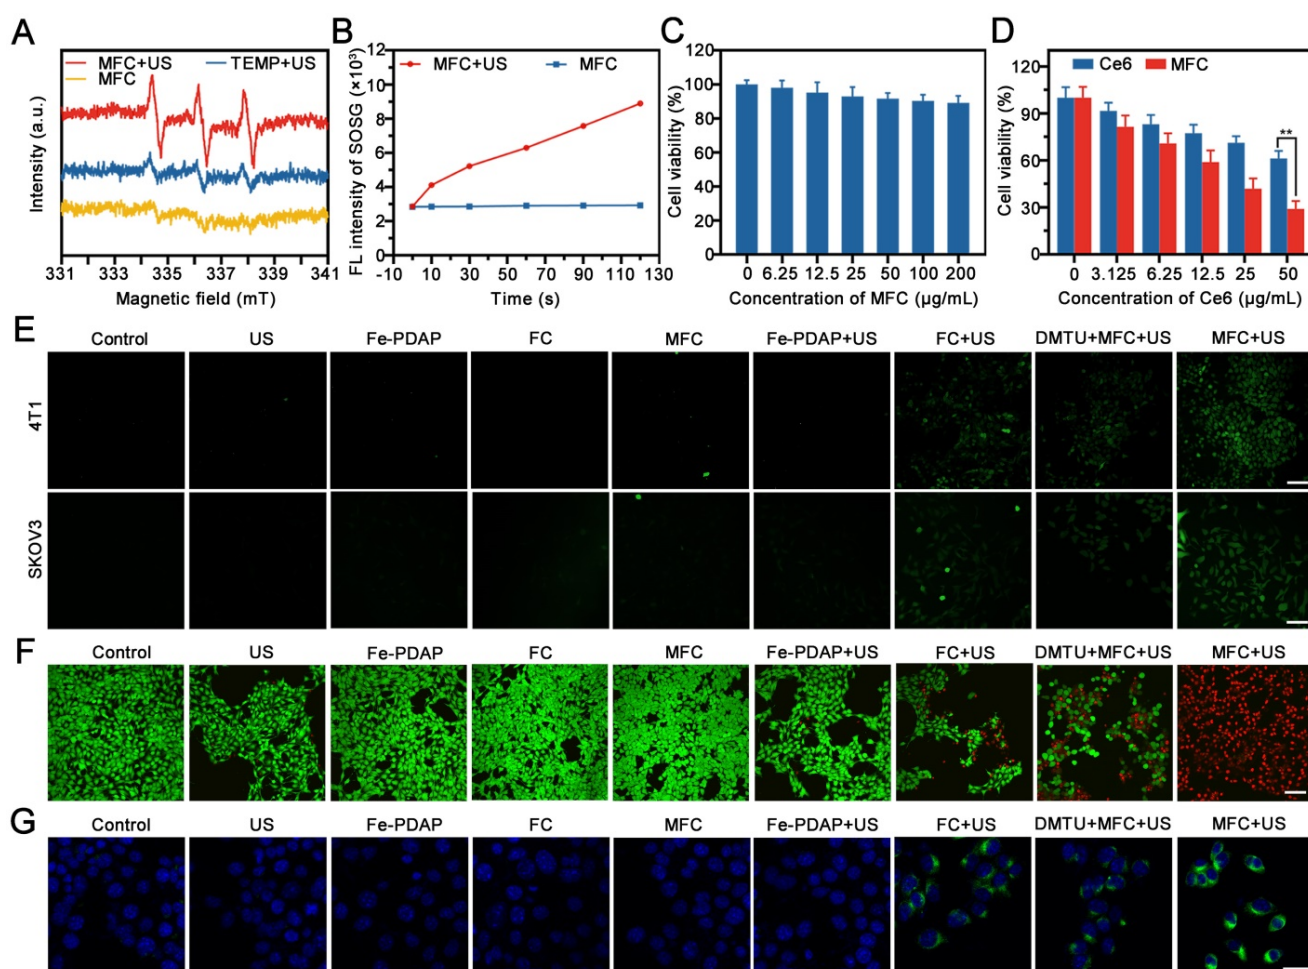 A
MFC+US
TEMP+US
MFC
Intensity (a.u.)
331 333 335 337 339 341
Magnetic field (mT)
B
MFC+US
MFC
FL intensity of SOSG (×10³)
12
10
8
6
4
2
0
-10 10 30 50 70 90 110 130
Time (s)
C
Cell viability (%)
120
100
80
60
40
20
0
0 6.25 12.5 25 50 100 200
Concentration of MFC (μg/mL)
D
Ce6
MFC
**
Cell viability (%)
120
90
60
30
0
0 3.125 6.25 12.5 25 50
Concentration of Ce6 (μg/mL)
E
Control US Fe-PDAP FC MFC Fe-PDAP+US FC+US DMTU+MFC+US MFC+US
4T1
SKOV3
F
Control US Fe-PDAP FC MFC Fe-PDAP+US FC+US DMTU+MFC+US MFC+US
G
Control US Fe-PDAP FC MFC Fe-PDAP+US FC+US DMTU+MFC+US MFC+US